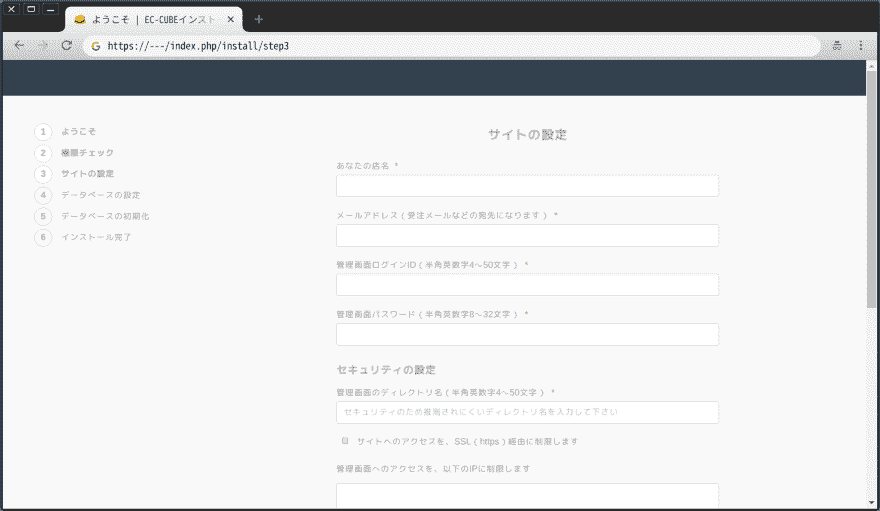 ようこそ | EC-CUBEインスト
https://---/index.php/install/step3
1 ようこそ
2 権限チェック
3 サイトの設定
4 データベースの設定
5 データベースの初期化
6 インストール完了
サイトの設定
あなたの店名 *
メールアドレス ( 受注メールなどの宛先になります ) *
管理画面ログインID ( 半角英数字4～50文字 ) *
管理画面パスワード ( 半角英数字8～32文字 ) *
セキュリティの設定
管理画面のディレクトリ名 ( 半角英数字4～50文字 ) *
セキュリティのため推測されにくいディレクトリ名を入力して下さい
サイトへのアクセスを、SSL ( https ) 経由に制限します
管理画面へのアクセスを、以下のIPに制限します